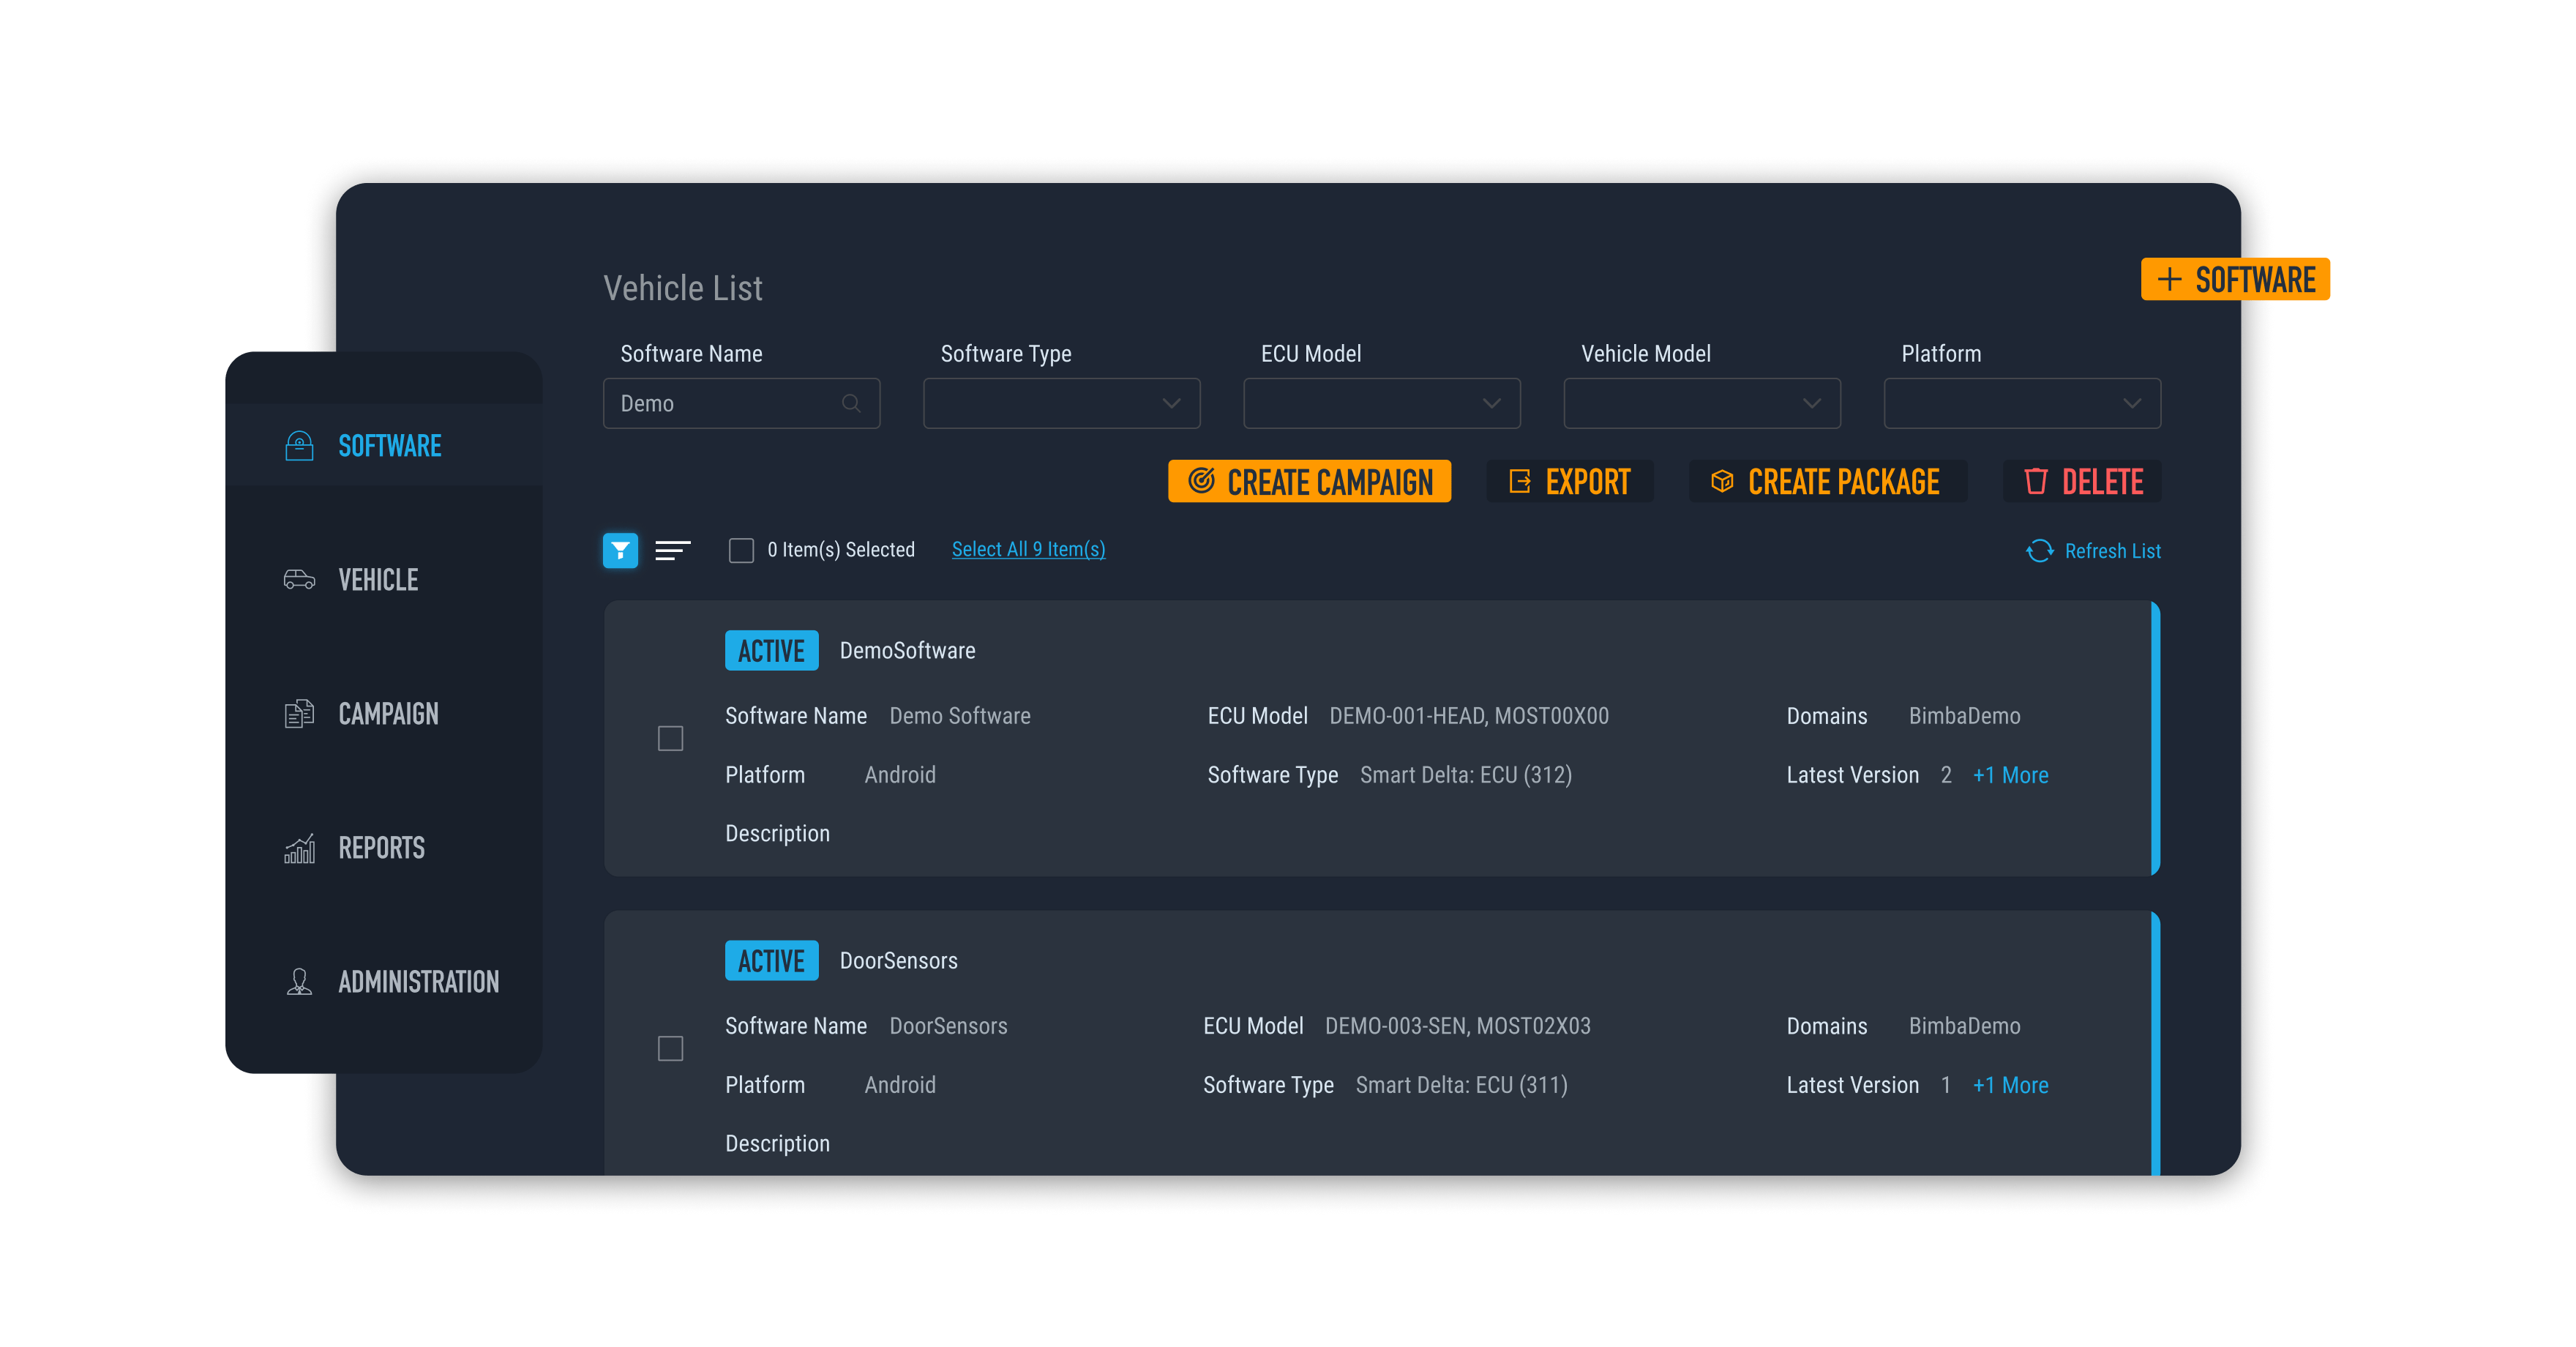 Vehicle List
+ SOFTWARE
Software Name Software Type ECU Model Vehicle Model Platform
Demo
CREATE CAMPAIGN EXPORT CREATE PACKAGE DELETE
0 Item(s) Selected Select All 9 Item(s) Refresh List
SOFTWARE
VEHICLE
CAMPAIGN
REPORTS
ADMINISTRATION
ACTIVE DemoSoftware
Software Name Demo Software ECU Model DEMO-001-HEAD, MOST00X00 Domains BimbaDemo
Platform Android Software Type Smart Delta: ECU (312) Latest Version 2 +1 More
Description
ACTIVE DoorSensors
Software Name DoorSensors ECU Model DEMO-003-SEN, MOST02X03 Domains BimbaDemo
Platform Android Software Type Smart Delta: ECU (311) Latest Version 1 +1 More
Description